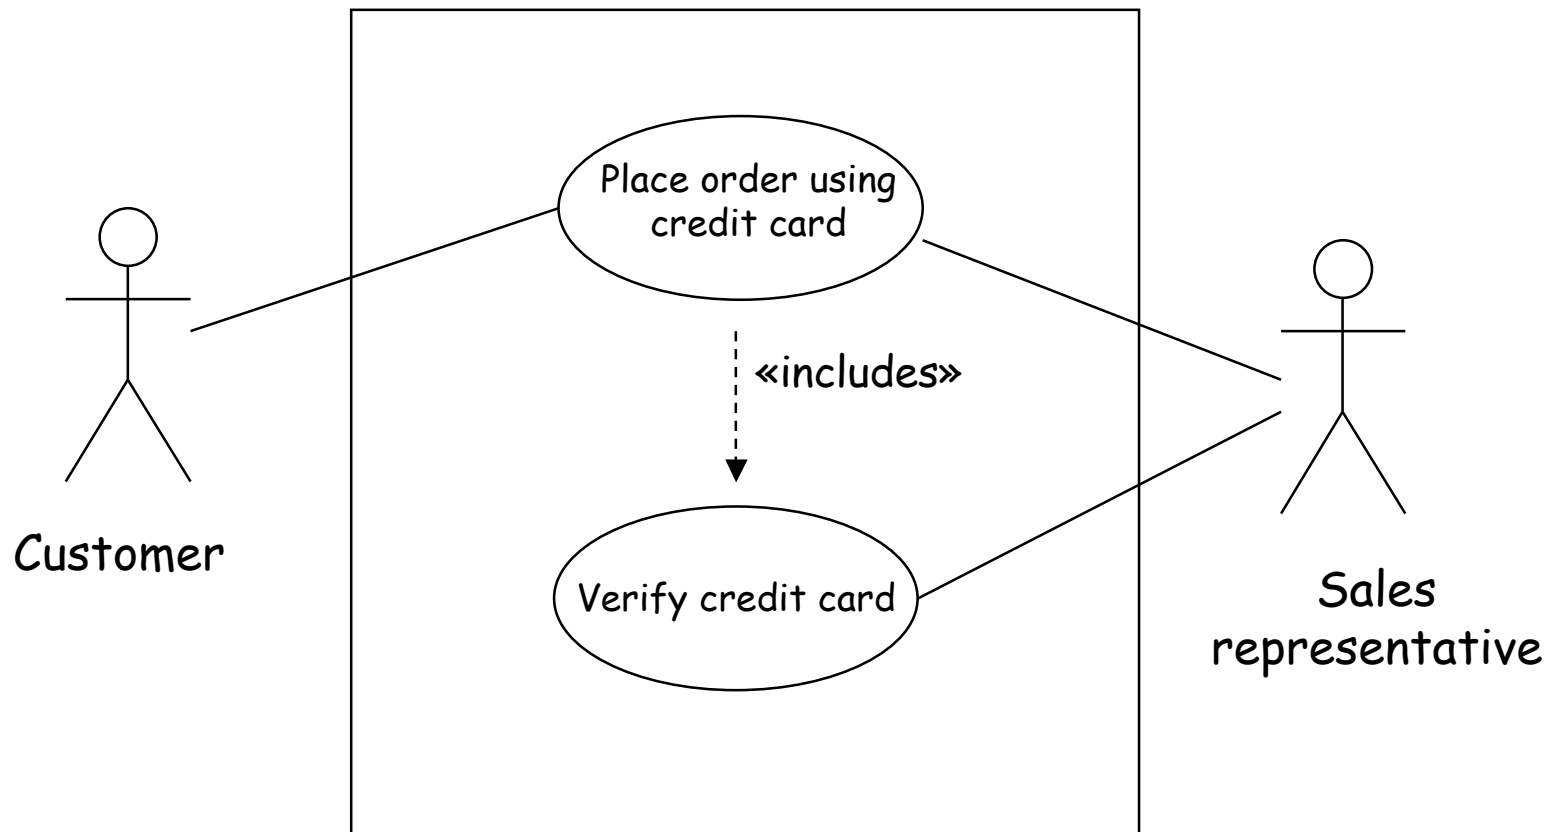 Place order using
credit card
«includes»
Customer
Verify credit card
Sales
representative